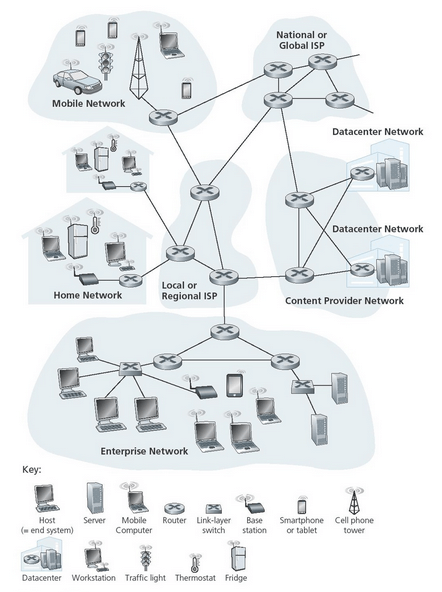 National or
Global ISP
Mobile Network
Datacenter Network
Datacenter Network
Home Network
Local or
Regional ISP
Content Provider Network
Enterprise Network
Key:
Host
(= end system)
Server
Mobile
Computer
Router
Link-layer
switch
Base
station
Smartphone
or tablet
Cell phone
tower
Datacenter
Workstation
Traffic light
Thermostat
Fridge